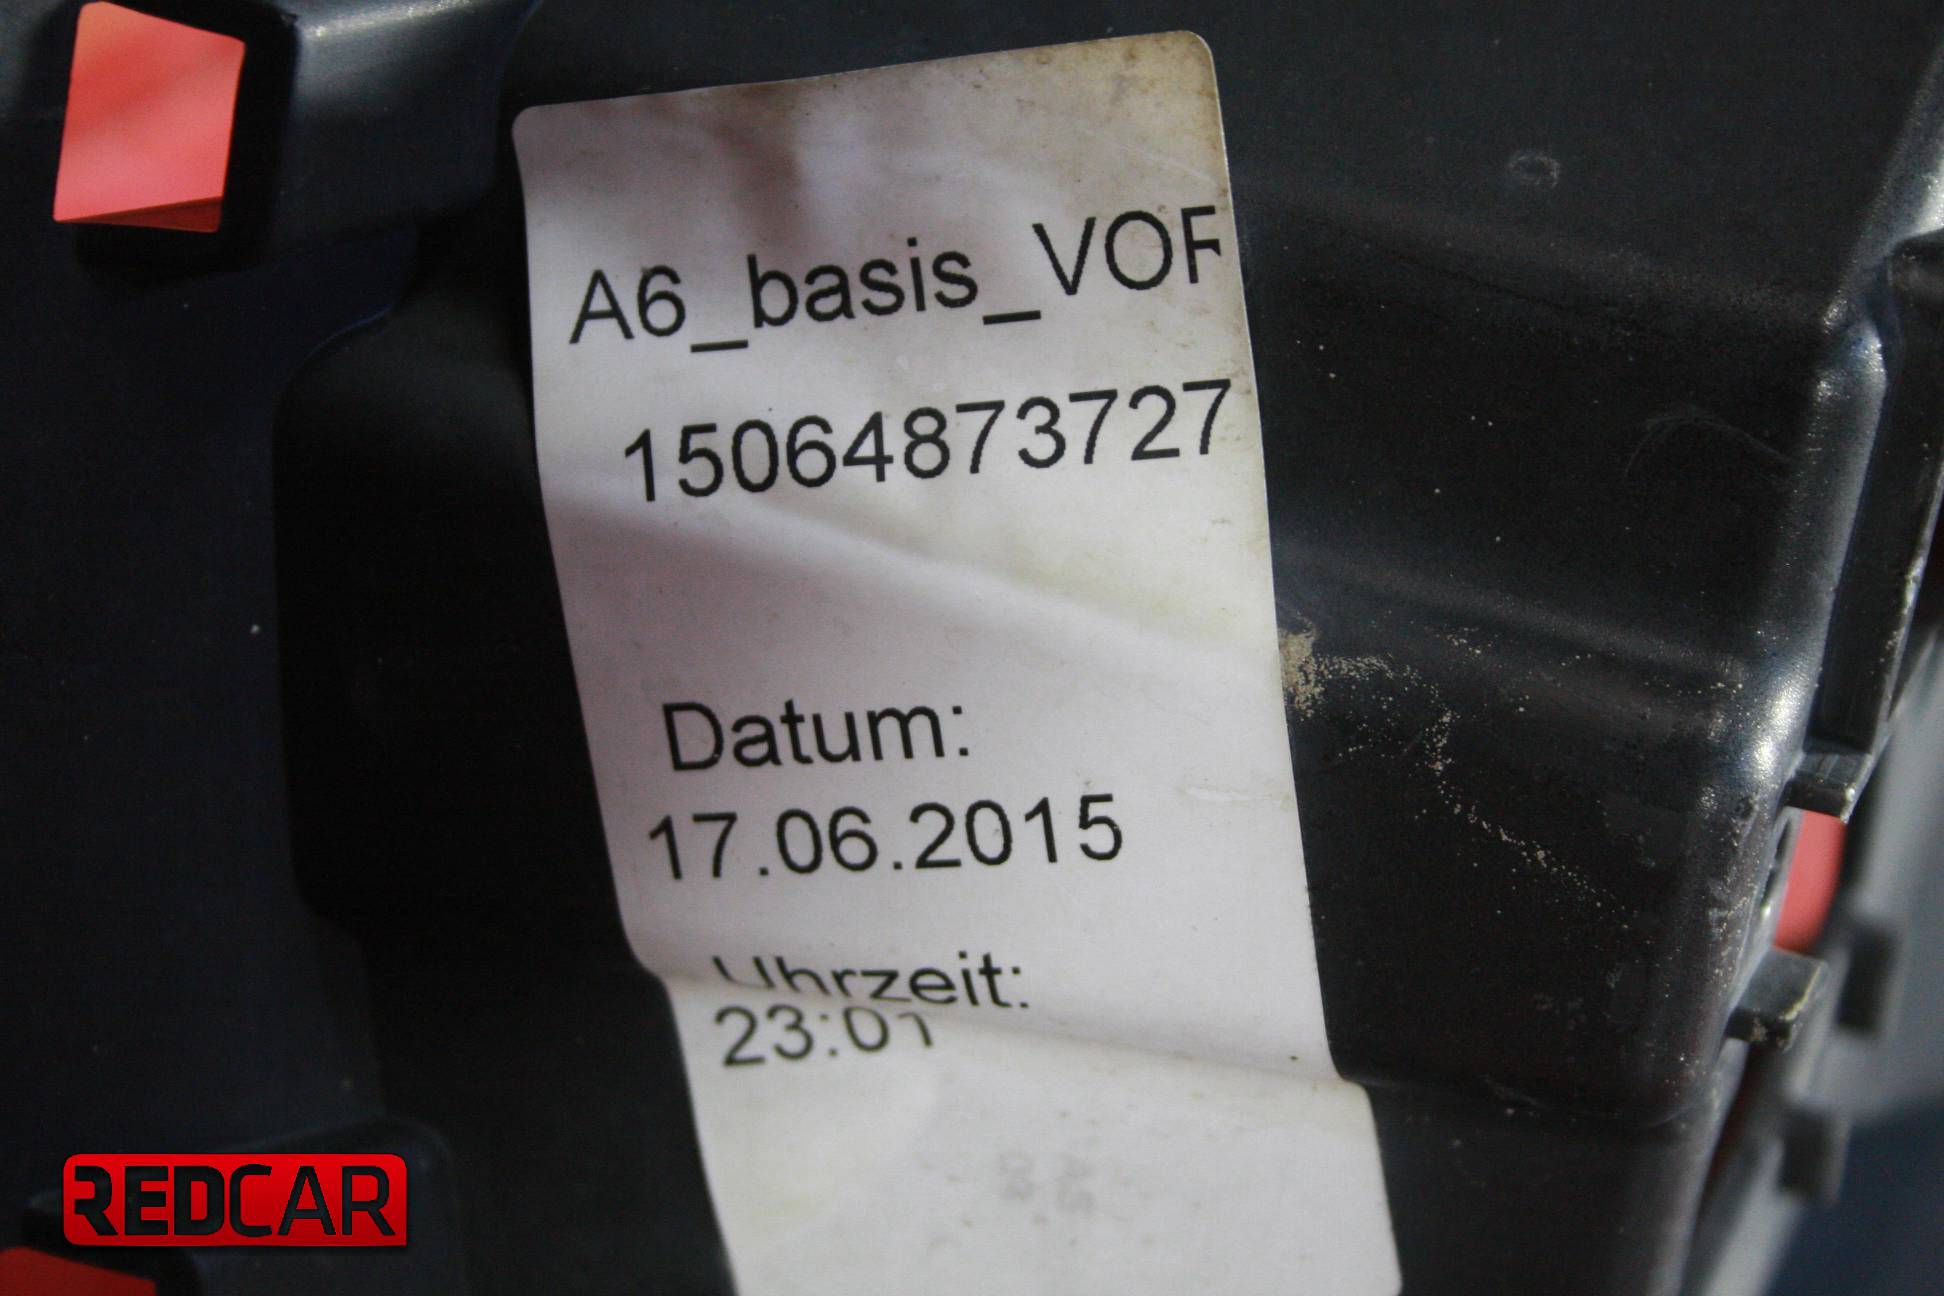 A6_basis_VOF
15064873727
Datum:
17.06.2015
Uhrzeit:
23:01
REDCAR